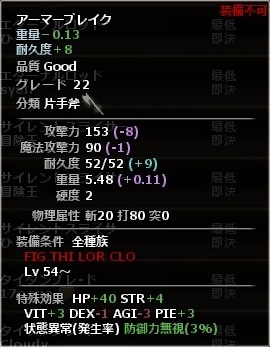 装備不可
アーマーブレイク
重量－0.13
耐久度＋8
品質 Good
グレード 22
分類 片手斧
攻撃力 153 (-8)
魔法攻撃力 90 (-1)
耐久度 52/52 (+9)
重量 5.48 (+0.11)
硬度 2
物理属性 斬20 打80 突0
装備条件 全種族
FIG THI LOR CLO
Lv 54～
特殊効果 HP+40 STR+4
VIT+3 DEX-1 AGI-3 PIE+3
状態異常(発生率) 防御力無視(3%)